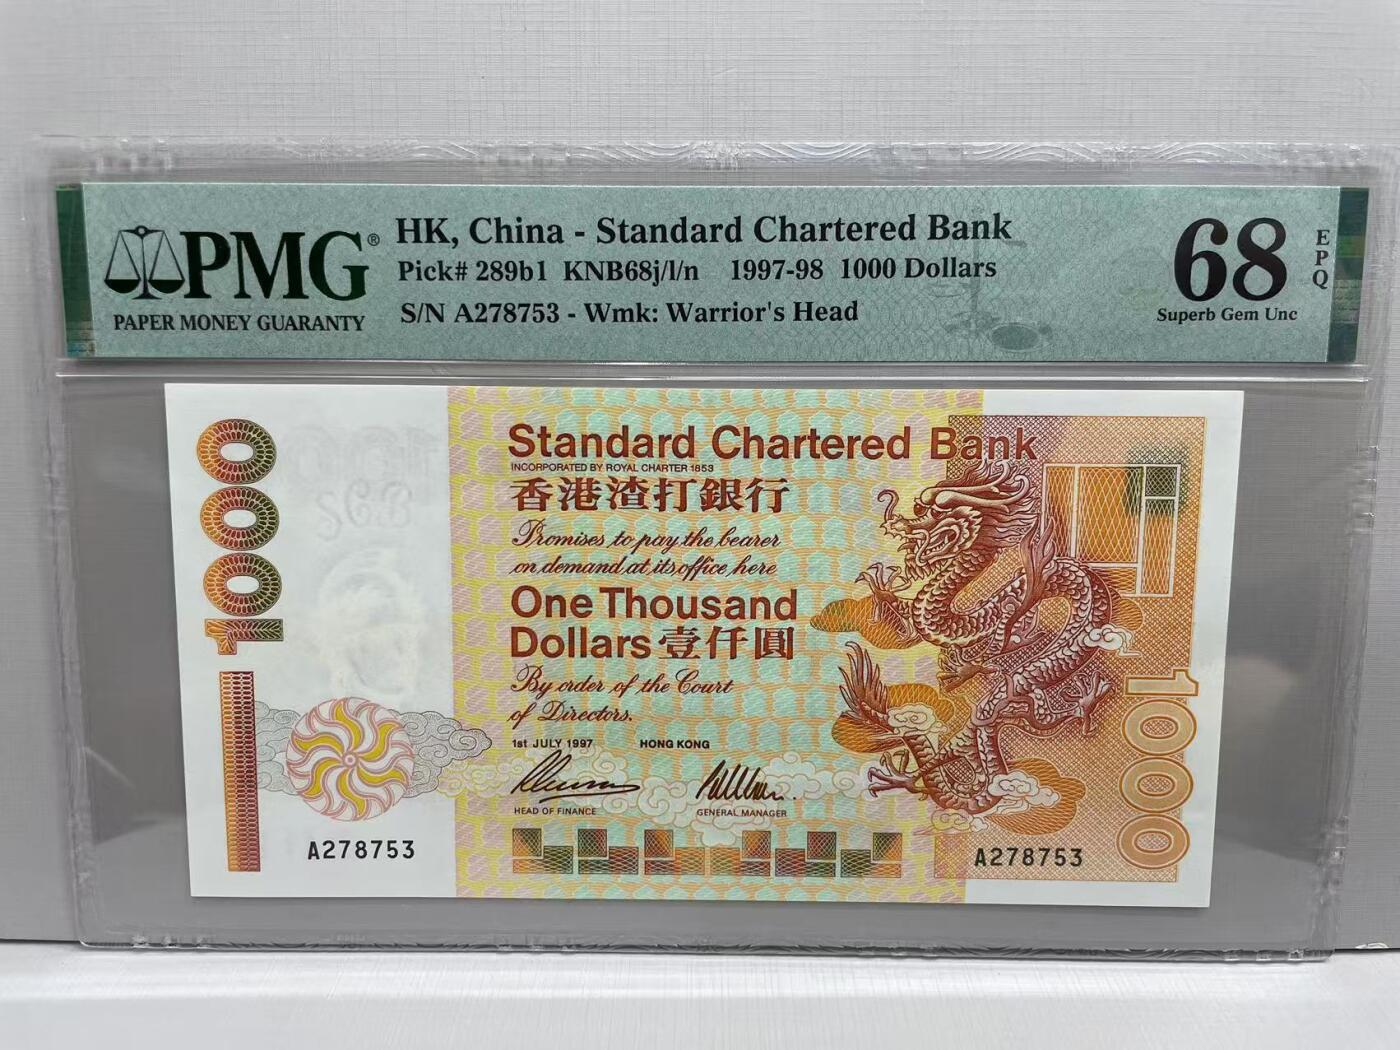 PMG®
PAPER MONEY GUARANTY
HK, China - Standard Chartered Bank
Pick# 289b1 KNB68j/l/n 1997-98 1000 Dollars
S/N A278753 - Wmk: Warrior's Head
68
EPQ
Superb Gem Unc
1000
Standard Chartered Bank
INCORPORATED BY ROYAL CHARTER 1853
香港渣打銀行
Promises to pay the bearer
on demand at its office here
One Thousand
Dollars 壹仟圓
By order of the Court
of Directors.
1st JULY 1997 HONG KONG
HEAD OF FINANCE GENERAL MANAGER
A278753
A278753
1000